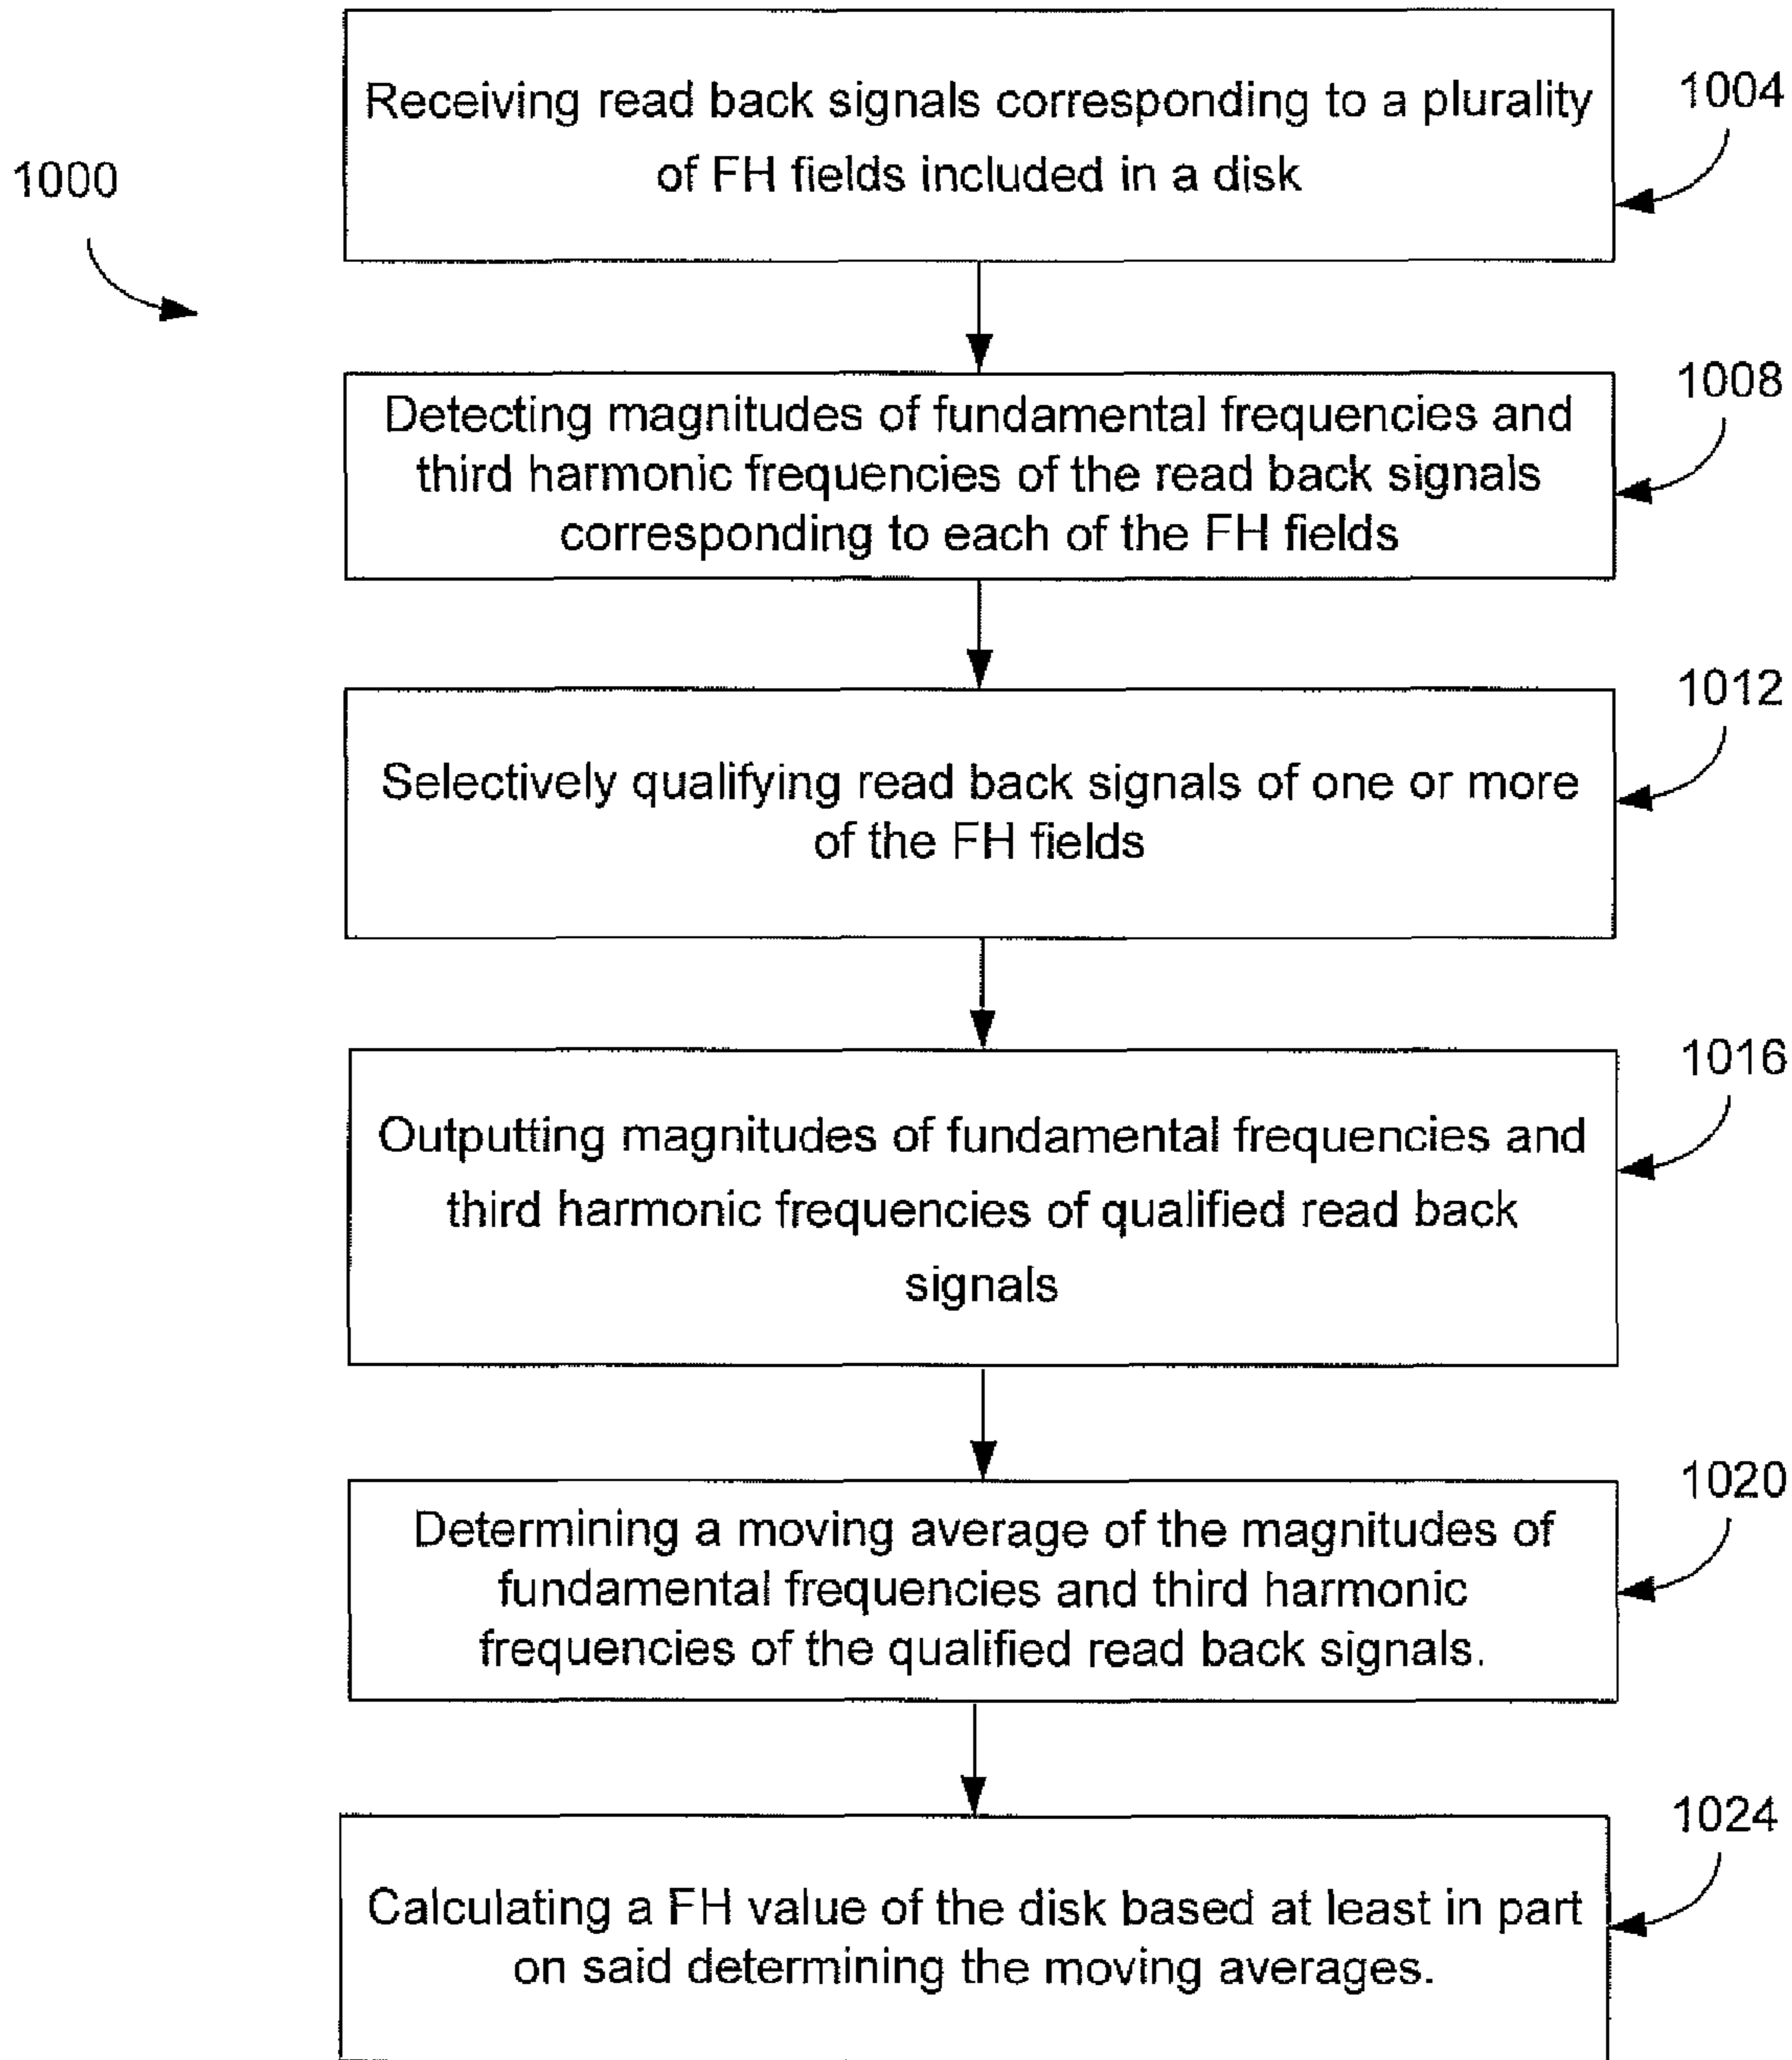 1000
Receiving read back signals corresponding to a plurality
of FH fields included in a disk
1004
Detecting magnitudes of fundamental frequencies and
third harmonic frequencies of the read back signals
corresponding to each of the FH fields
1008
Selectively qualifying read back signals of one or more
of the FH fields
1012
Outputting magnitudes of fundamental frequencies and
third harmonic frequencies of qualified read back
signals
1016
Determining a moving average of the magnitudes of
fundamental frequencies and third harmonic
frequencies of the qualified read back signals.
1020
Calculating a FH value of the disk based at least in part
on said determining the moving averages.
1024